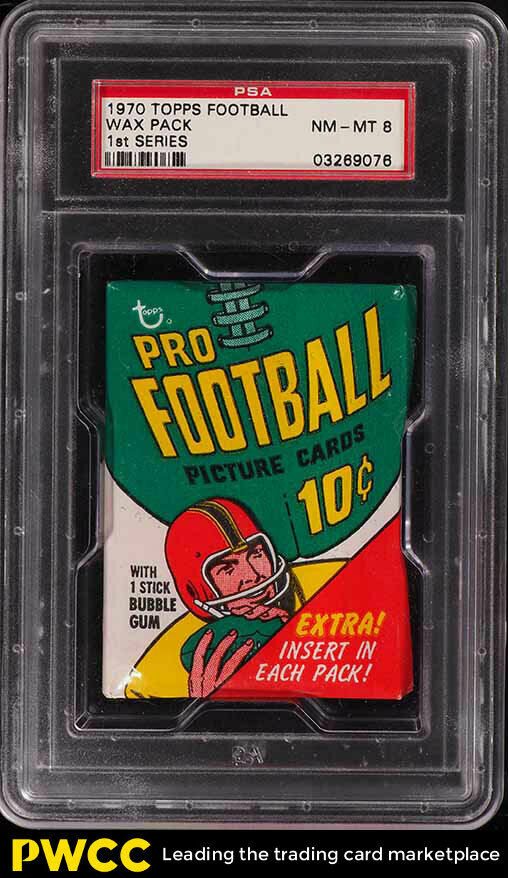 PSA
1970 TOPPS FOOTBALL
WAX PACK NM-MT 8
1st SERIES 03269076
topps
PRO
FOOTBALL
PICTURE CARDS
10¢
WITH
1 STICK
BUBBLE
GUM
EXTRA!
INSERT IN
EACH PACK!
PSA
PWCC Leading the trading card marketplace